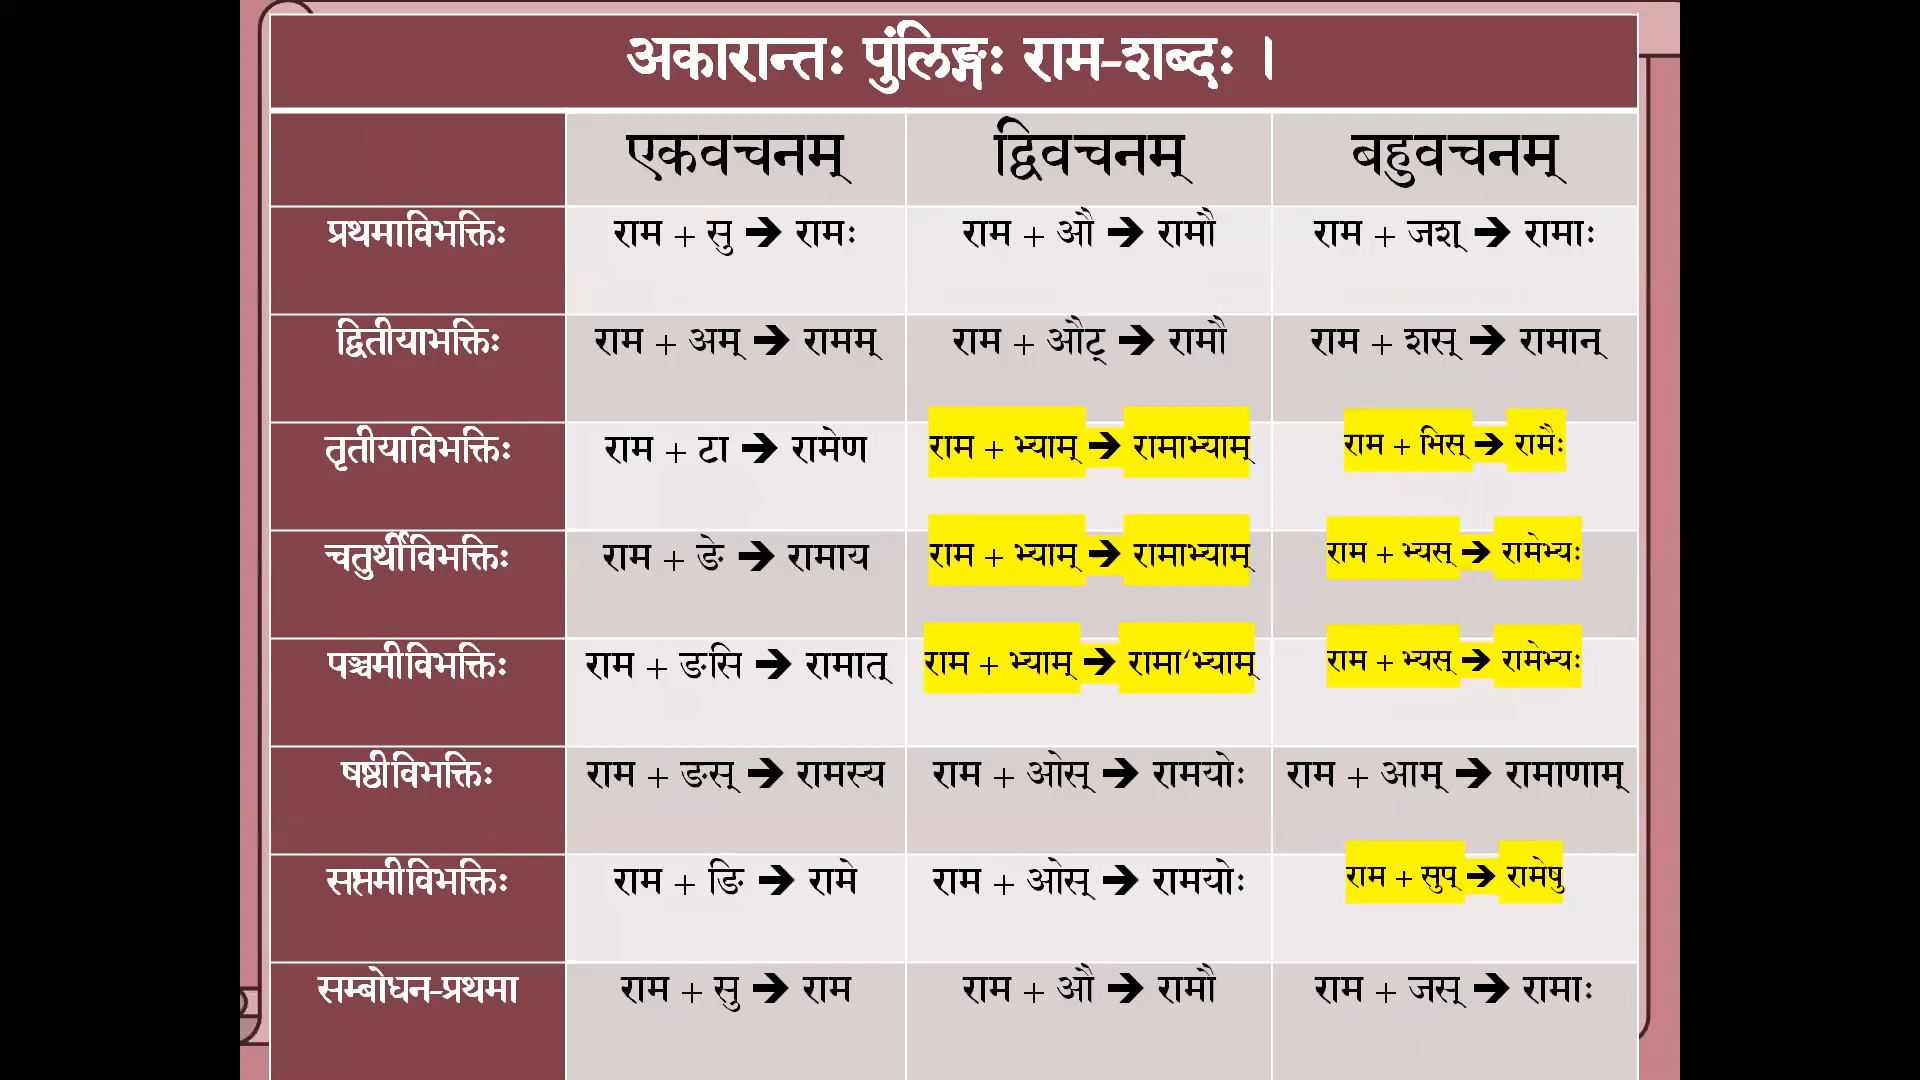 अकारान्तः पुंलिङ्गः राम-शब्दः ।
एकवचनम् द्विवचनम् बहुवचनम्
प्रथमाविभक्तिः राम + सु → रामः राम + औ → रामौ राम + जश् → रामाः
द्वितीयाभक्तिः राम + अम् → रामम् राम + औट् → रामौ राम + शस् → रामान्
तृतीयाविभक्तिः राम + टा → रामेण राम + भ्याम् → रामाभ्याम् राम + भिस् → रामैः
चतुर्थीविभक्तिः राम + ङे → रामाय राम + भ्याम् → रामाभ्याम् राम + भ्यस् → रामेभ्यः
पञ्चमीविभक्तिः राम + ङसि → रामात् राम + भ्याम् → रामा‘भ्याम् राम + भ्यस् → रामेभ्यः
षष्ठीविभक्तिः राम + ङस् → रामस्य राम + ओस् → रामयोः राम + आम् → रामाणाम्
सप्तमीविभक्तिः राम + ङि → रामे राम + ओस् → रामयोः राम + सुप् → रामेषु
सम्बोधन-प्रथमा राम + सु → राम राम + औ → रामौ राम + जस् → रामाः